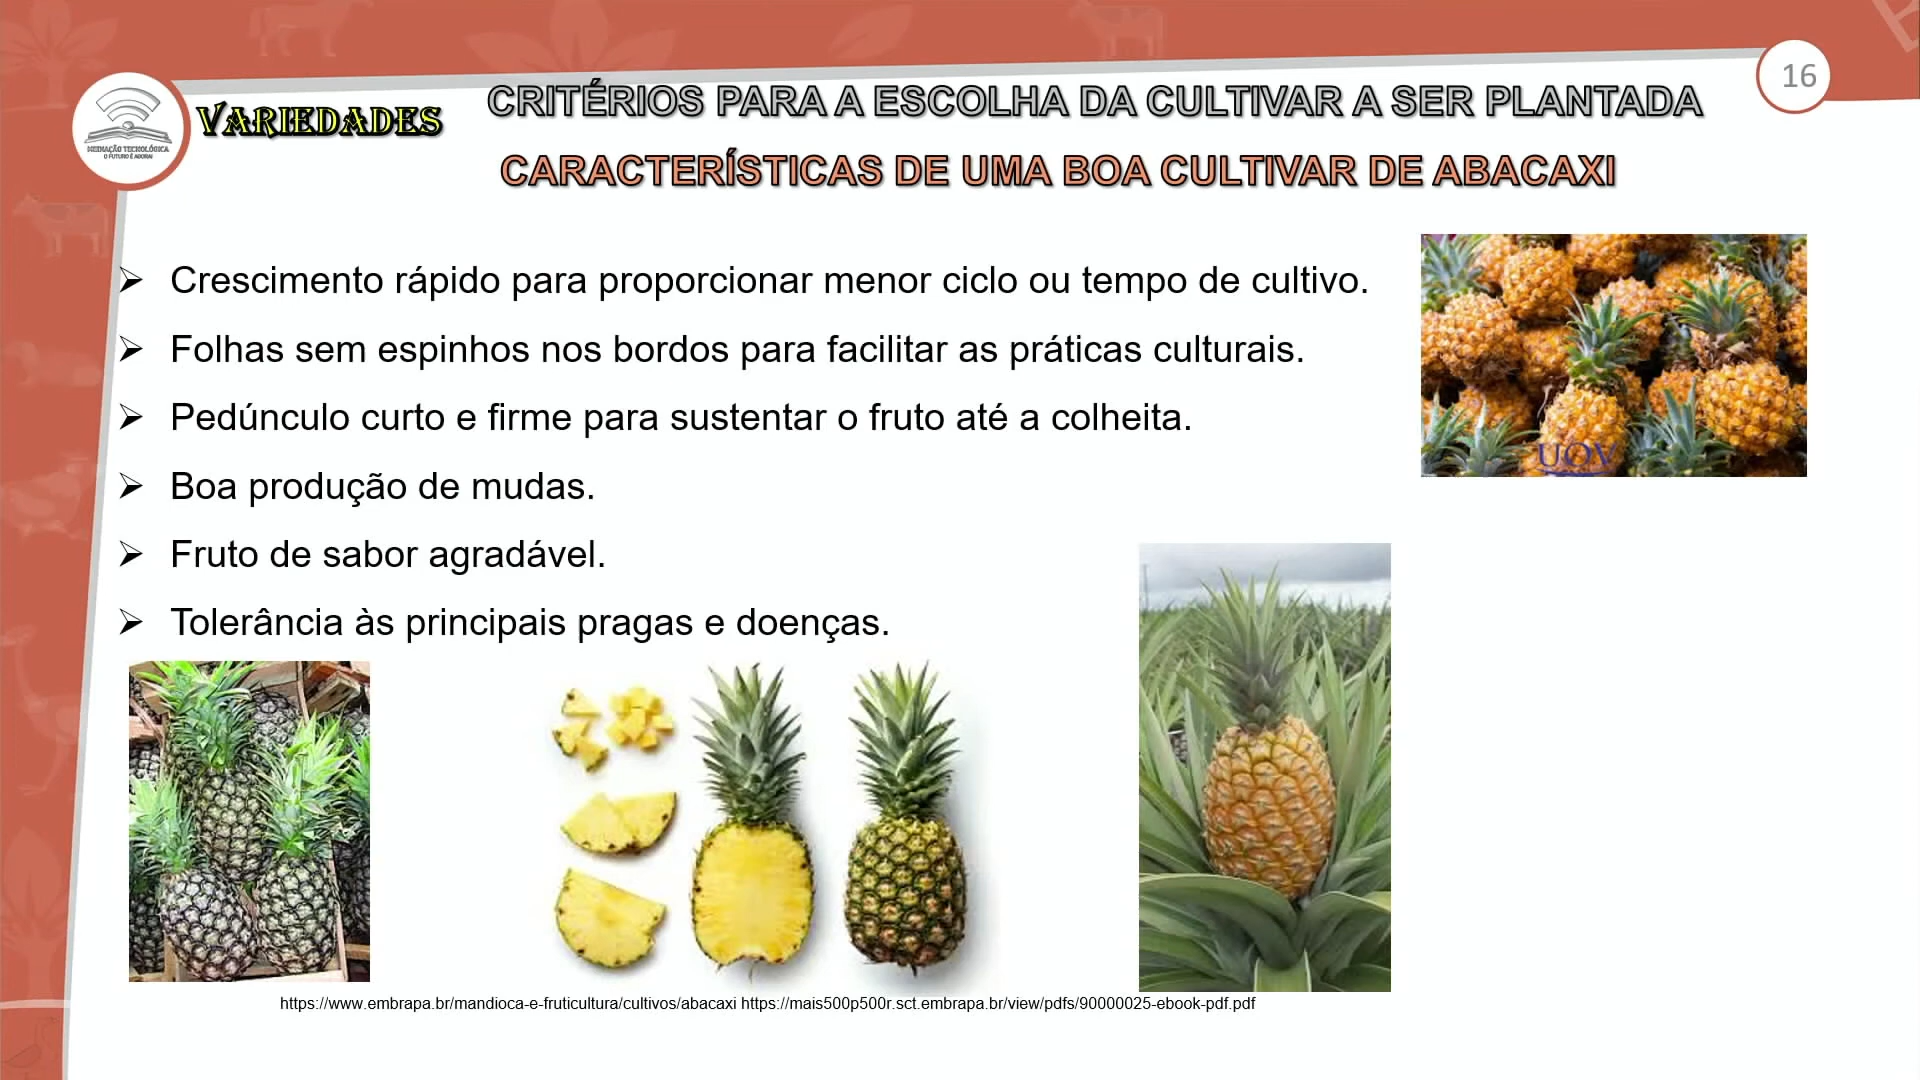 16
MEDIAÇÃO TECNOLÓGICA
O FUTURO É AGORA!
VARIEDADES
CRITÉRIOS PARA A ESCOLHA DA CULTIVAR A SER PLANTADA
CARACTERÍSTICAS DE UMA BOA CULTIVAR DE ABACAXI
➢ Crescimento rápido para proporcionar menor ciclo ou tempo de cultivo.
➢ Folhas sem espinhos nos bordos para facilitar as práticas culturais.
➢ Pedúnculo curto e firme para sustentar o fruto até a colheita.
➢ Boa produção de mudas.
➢ Fruto de sabor agradável.
➢ Tolerância às principais pragas e doenças.
UOV
https://www.embrapa.br/mandioca-e-fruticultura/cultivos/abacaxi https://mais500p500r.sct.embrapa.br/view/pdfs/90000025-ebook-pdf.pdf